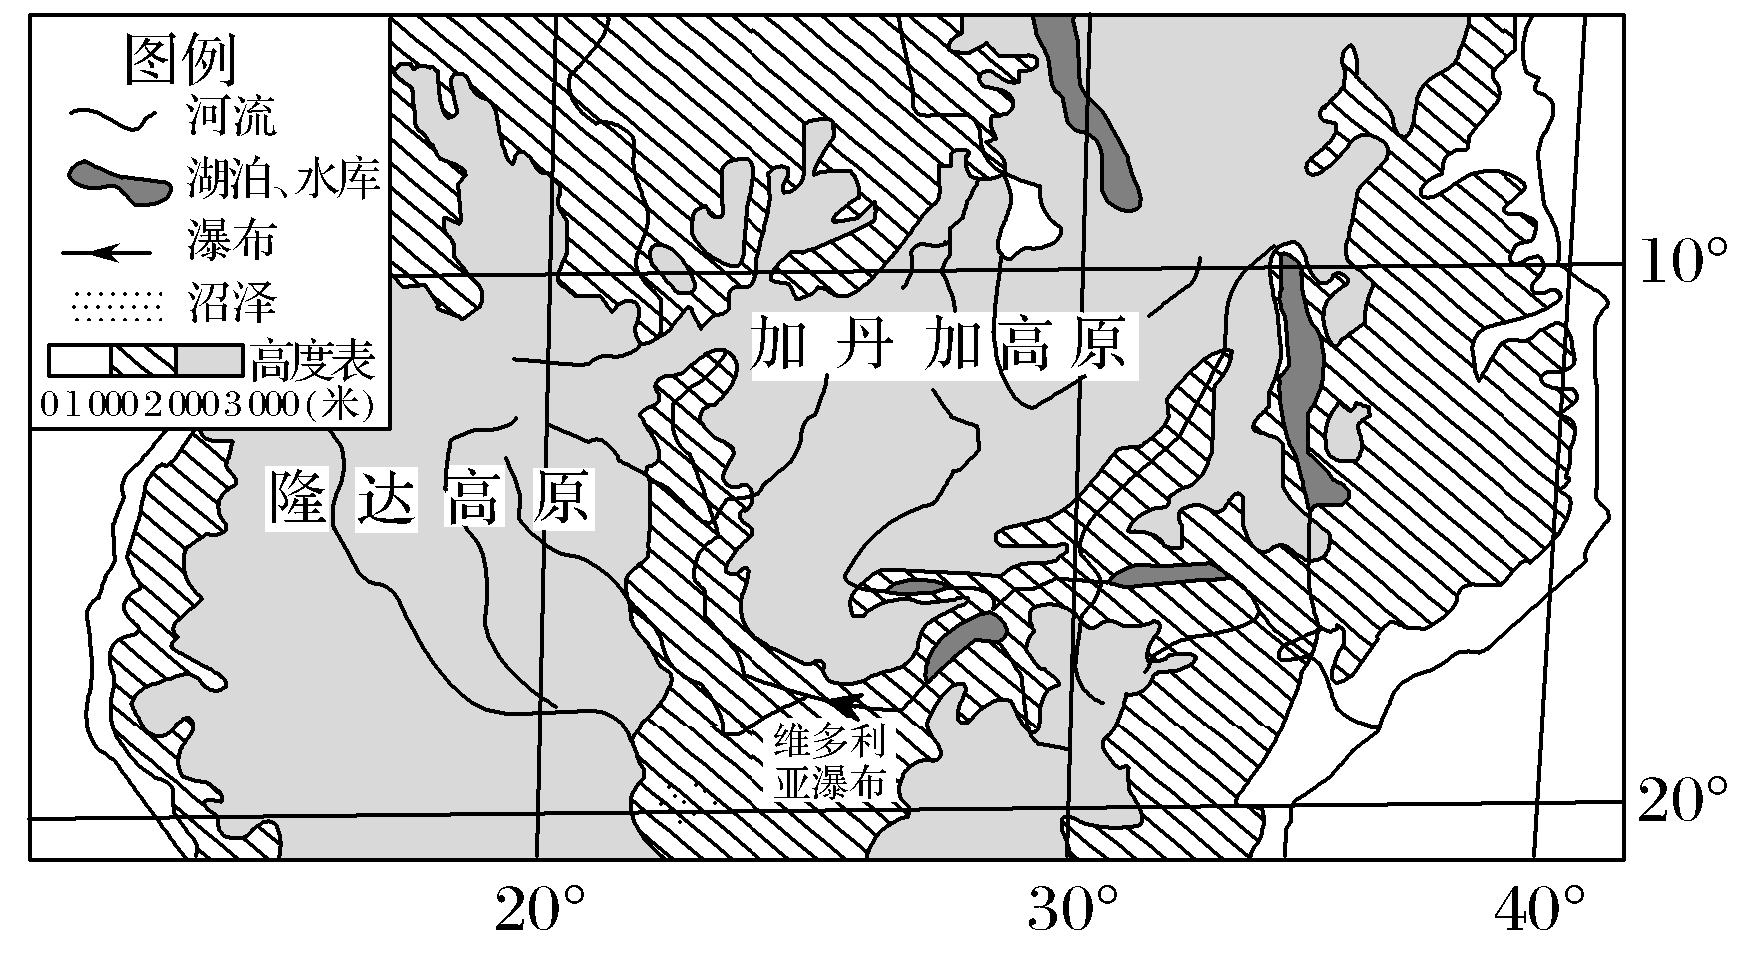 图例
河流
湖泊、水库
瀑布
沼泽
高度表
0 1 000 2 000 3 000(米)
加丹加高原
隆达高原
维多利
亚瀑布
10°
20°
20°
30°
40°